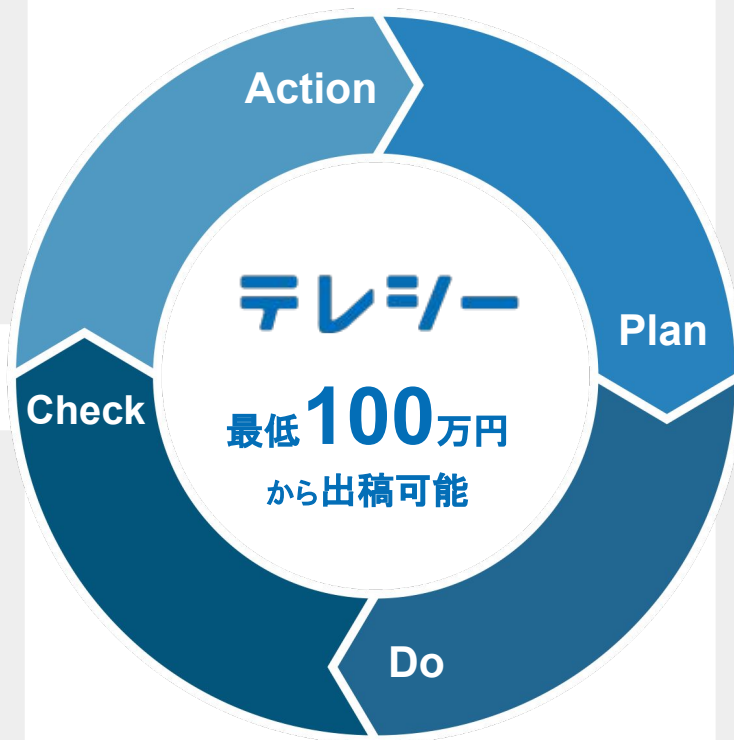 Action
Plan
テレシー
最低100万円
から出稿可能
Check
Do